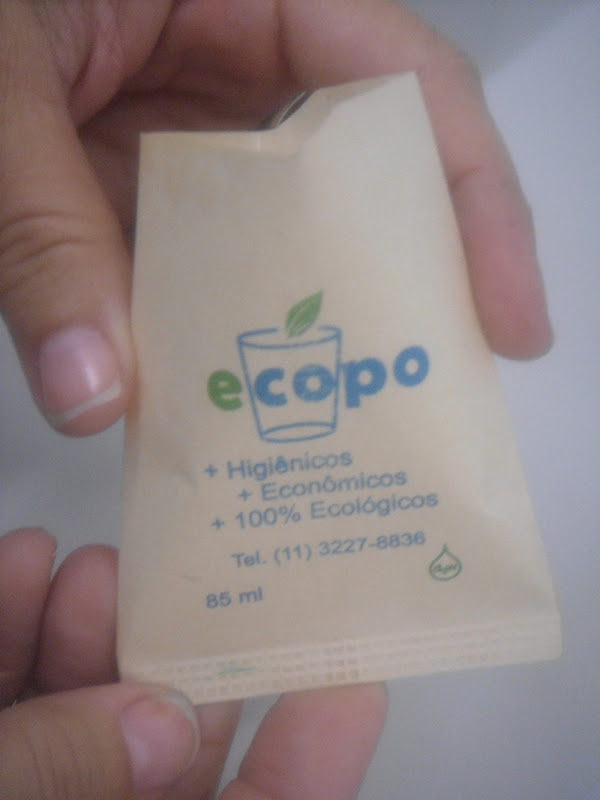 ecopo
+ Higiênicos
+ Econômicos
+ 100% Ecológicos
Tel. (11) 3227-8836
85 ml